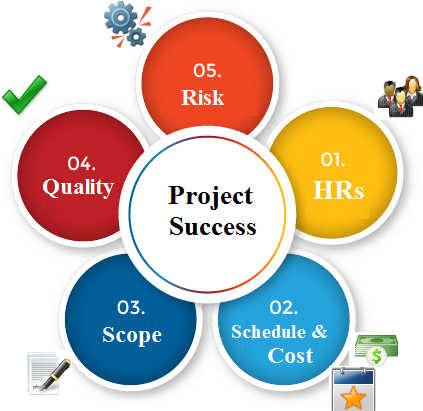 Project
Success
01.
HRs
02.
Schedule &
Cost
03.
Scope
04.
Quality
05.
Risk
$